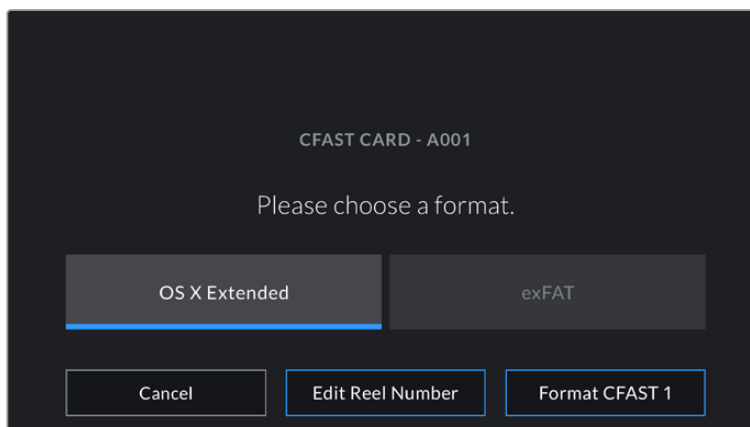 CFAST CARD - A001
Please choose a format.
OS X Extended
exFAT
Cancel
Edit Reel Number
Format CFAST 1